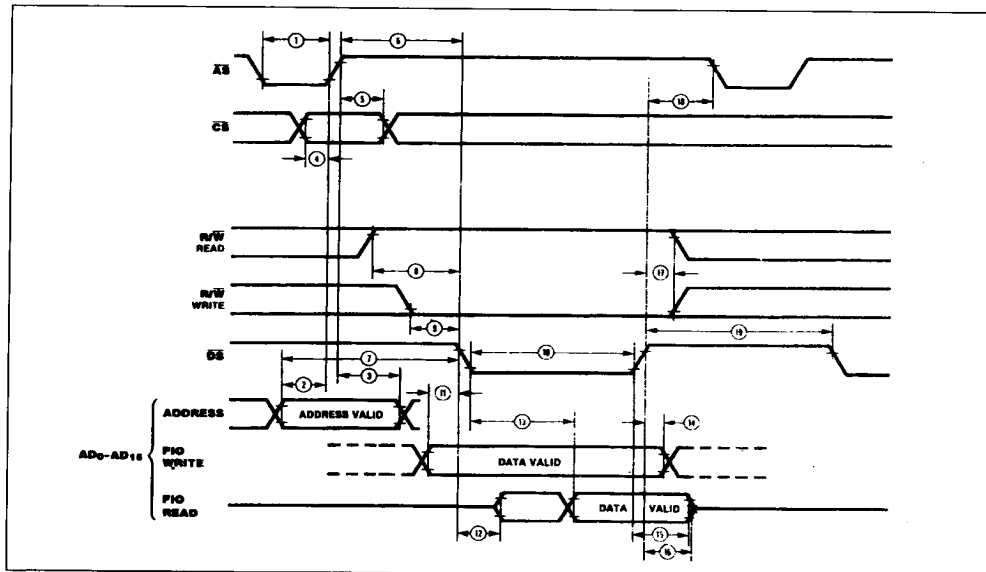 1
6
AS
5
18
CS
4
R/W
READ
8
17
R/W
WRITE
9
19
DS
7
10
2
3
11
ADDRESS
ADDRESS VALID
13
14
AD0-AD15
PIO
WRITE
DATA VALID
PIO
READ
DATA VALID
12
15
16